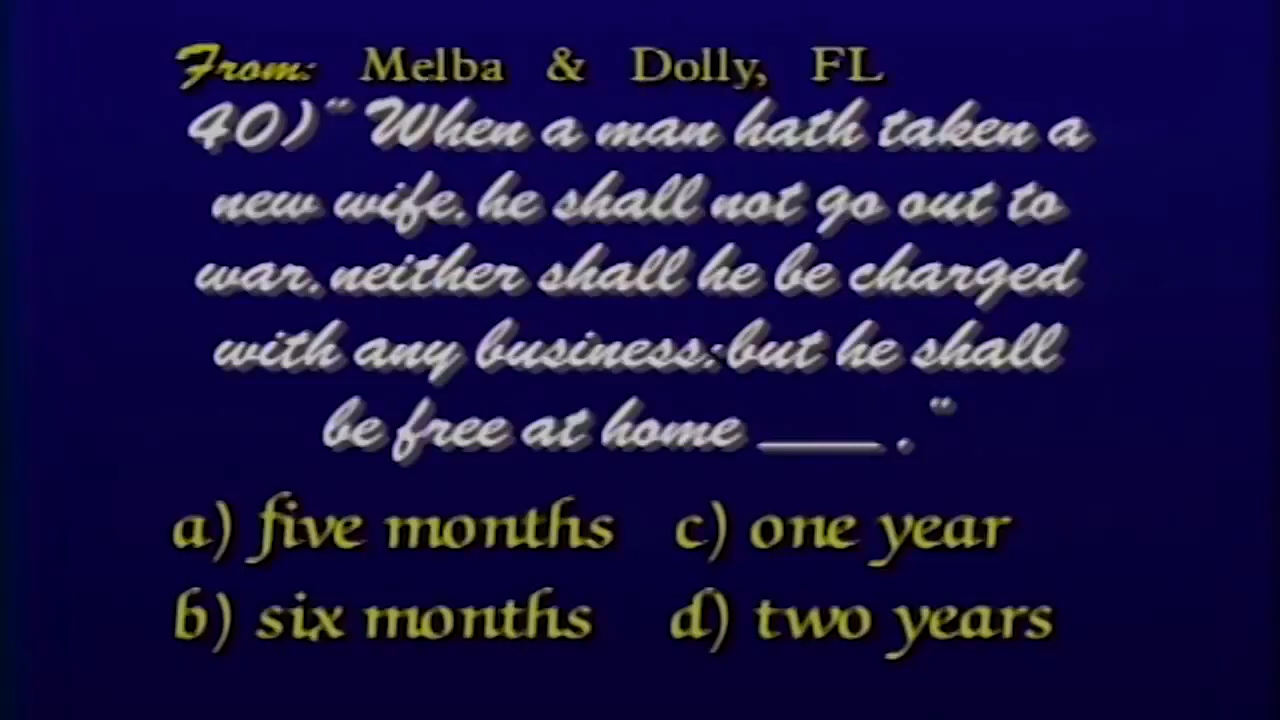 From: Melba & Dolly, FL
40)" When a man hath taken a
new wife, he shall not go out to
war, neither shall he be charged
with any business; but he shall
be free at home _____ ."
a) five months c) one year
b) six months d) two years